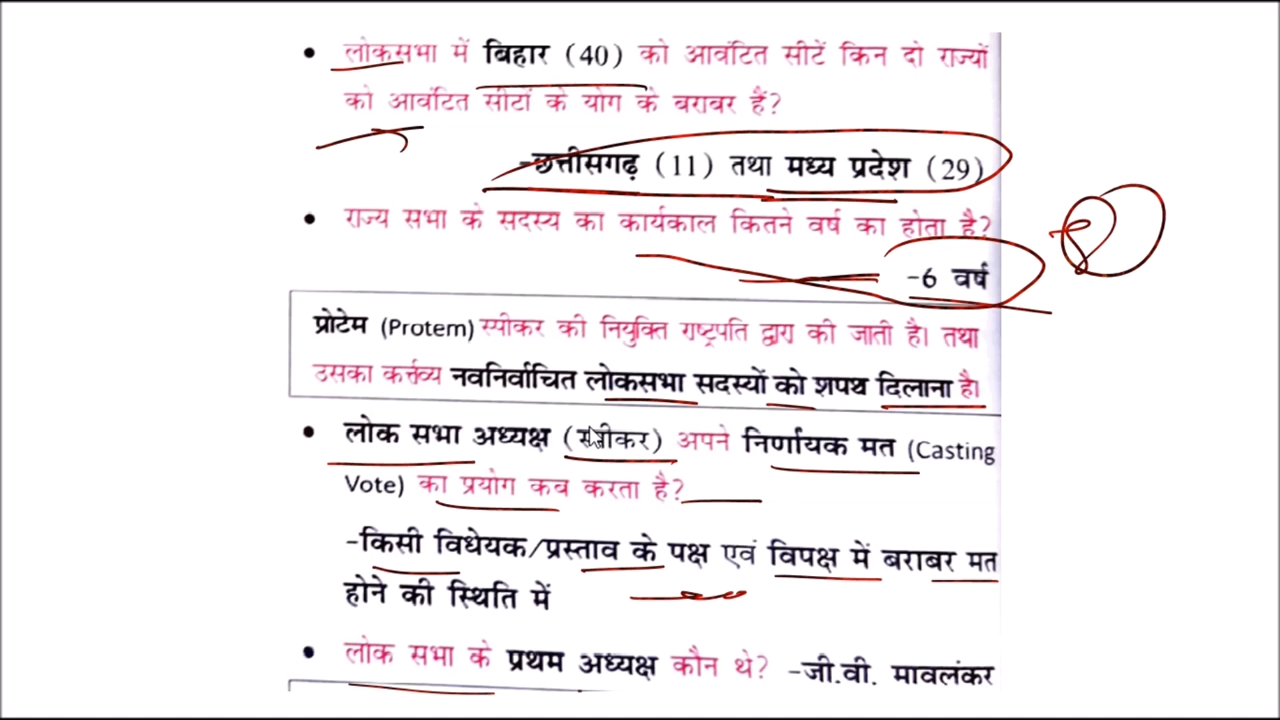 • लोकसभा में बिहार (40) को आवंटित सीटें किन दो राज्यों
को आवंटित सीटों के योग के बराबर हैं?
-छत्तीसगढ़ (11) तथा मध्य प्रदेश (29)
• राज्य सभा के सदस्य का कार्यकाल कितने वर्ष का होता है?
-6 वर्ष
प्रोटेम (Protem) स्पीकर की नियुक्ति राष्ट्रपति द्वारा की जाती है। तथा
उसका कर्त्तव्य नवनिर्वाचित लोकसभा सदस्यों को शपथ दिलाना है।
• लोक सभा अध्यक्ष (स्पीकर) अपने निर्णायक मत (Casting
Vote) का प्रयोग कब करता है?
-किसी विधेयक/प्रस्ताव के पक्ष एवं विपक्ष में बराबर मत
होने की स्थिति में
• लोक सभा के प्रथम अध्यक्ष कौन थे? -जी.वी. मावलंकर